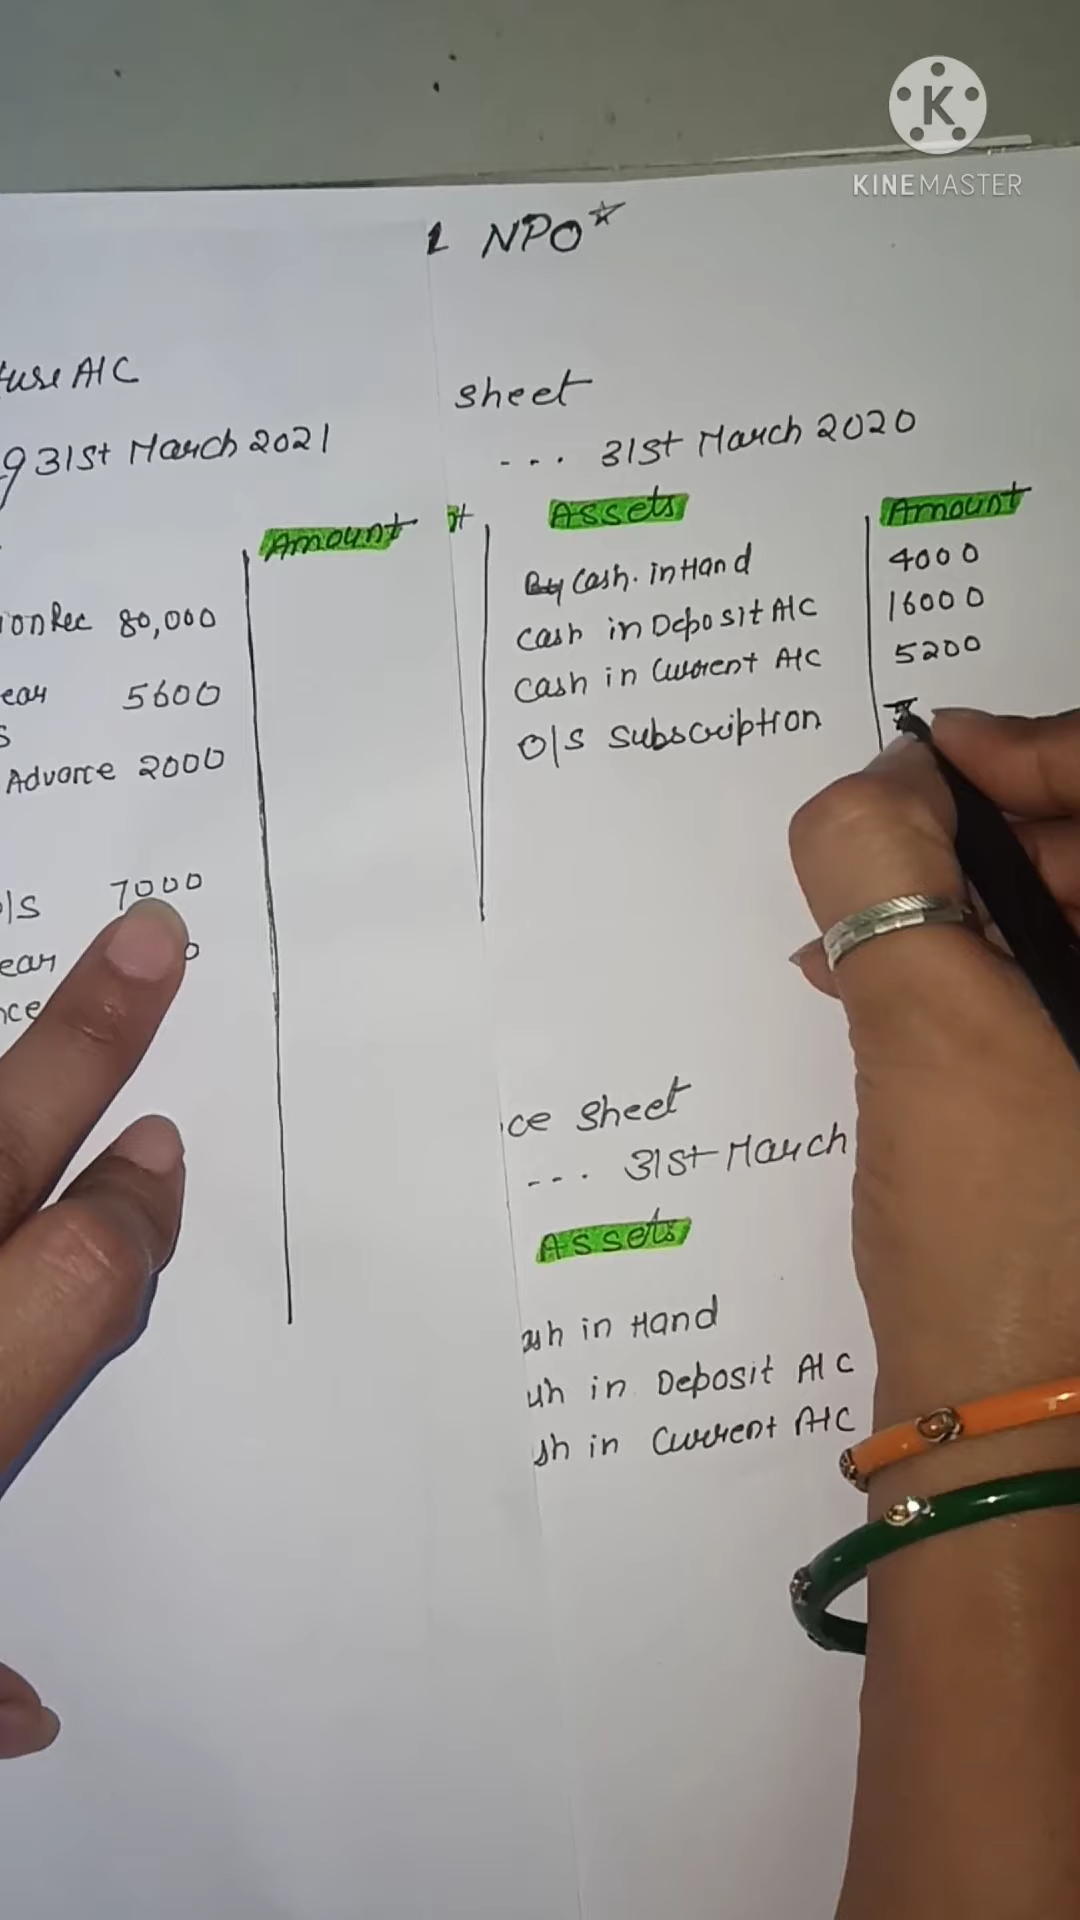 K
KINEMASTER
NPO
A/C
31st March 2021
Amount
Rec 80,000
5600
Advance 2000
O/S 7000
sheet
... 31st March 2020
Assets Amount
Cash. in Hand 4000
Cash in Deposit A/C 16000
Cash in Current A/C 5200
O/S Subscription
ce sheet
... 31st March
Assets
in Hand
in Deposit A/C
in Current A/C